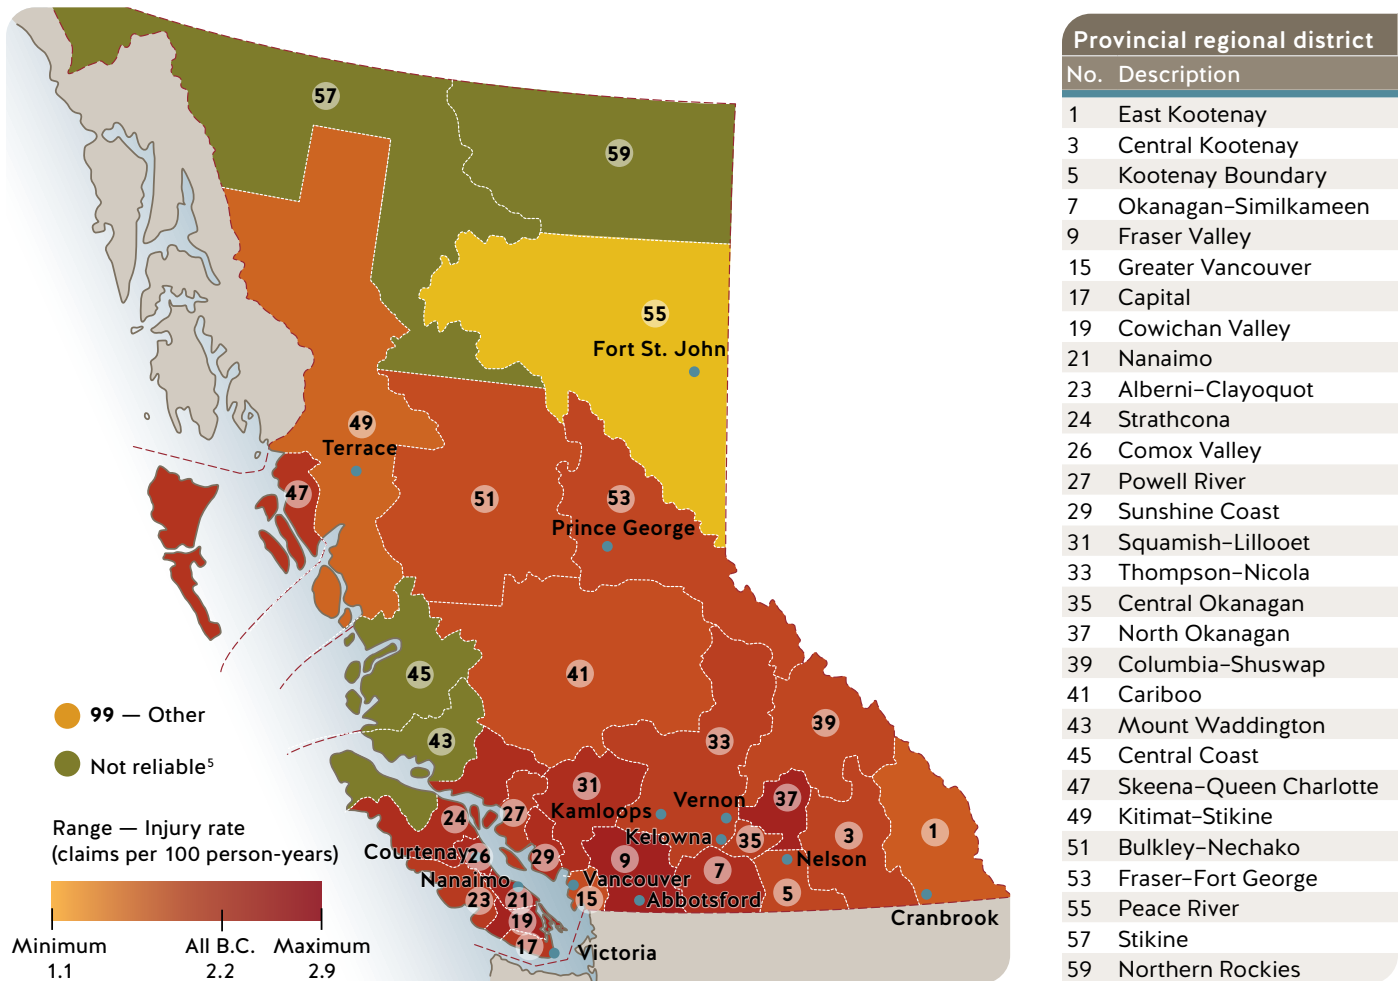 57
59
55
Fort St. John
49
Terrace
47
51
53
Prince George
45
41
43
39
33
31
37
Kamloops
Vernon
24
27
Kelowna
35
3
1
Courtenay
26
29
9
7
Nelson
Nanaimo
Vancouver
23
21
15
Abbotsford
5
Cranbrook
19
17
Victoria
99 — Other
Not reliable⁵
Range — Injury rate
(claims per 100 person-years)
Minimum All B.C. Maximum
1.1 2.2 2.9
Provincial regional district
No. Description
1 East Kootenay
3 Central Kootenay
5 Kootenay Boundary
7 Okanagan–Similkameen
9 Fraser Valley
15 Greater Vancouver
17 Capital
19 Cowichan Valley
21 Nanaimo
23 Alberni–Clayoquot
24 Strathcona
26 Comox Valley
27 Powell River
29 Sunshine Coast
31 Squamish–Lillooet
33 Thompson–Nicola
35 Central Okanagan
37 North Okanagan
39 Columbia–Shuswap
41 Cariboo
43 Mount Waddington
45 Central Coast
47 Skeena–Queen Charlotte
49 Kitimat–Stikine
51 Bulkley–Nechako
53 Fraser–Fort George
55 Peace River
57 Stikine
59 Northern Rockies